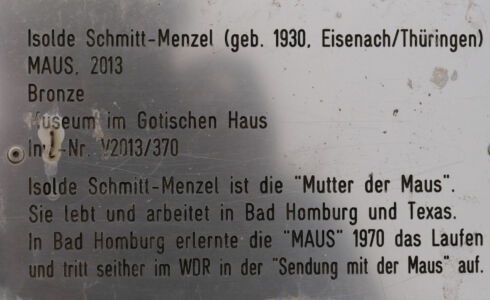 Isolde Schmitt-Menzel (geb. 1930, Eisenach/Thüringen)
MAUS, 2013
Bronze
Museum im Gotischen Haus
Inv-Nr. V2013/370
Isolde Schmitt-Menzel ist die "Mutter der Maus".
Sie lebt und arbeitet in Bad Homburg und Texas.
In Bad Homburg erlernte die "MAUS" 1970 das Laufen
und tritt seither im WDR in der "Sendung mit der Maus" auf.